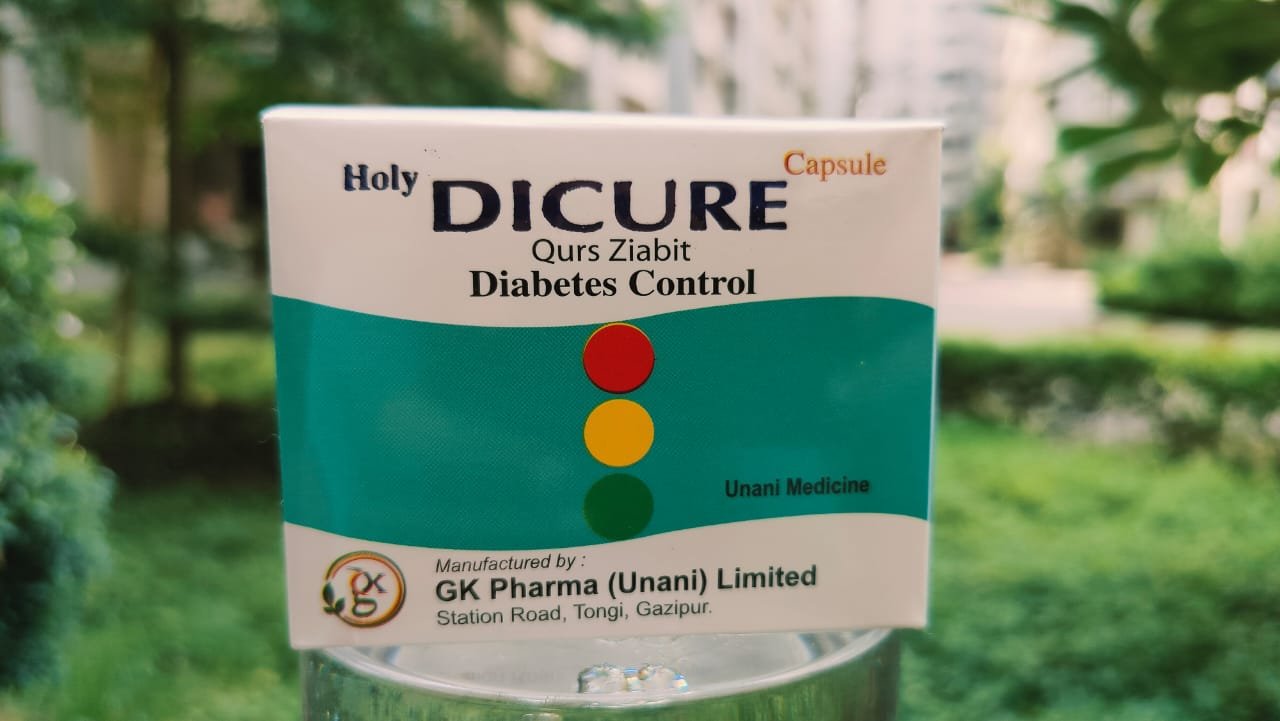 Holy DICURE Capsule
Qurs Ziabit
Diabetes Control
Unani Medicine
gk
Manufactured by :
GK Pharma (Unani) Limited
Station Road, Tongi, Gazipur.